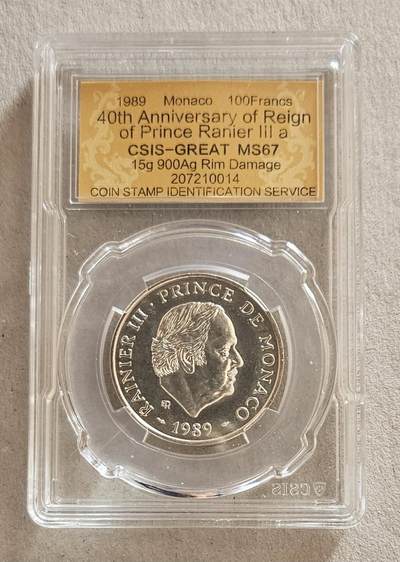 1989 Monaco 100Francs
40th Anniversary of Reign
of Prince Ranier III a
CSIS-GREAT MS67
15g 900Ag Rim Damage
207210014
COIN STAMP IDENTIFICATION SERVICE
RAINIER III · PRINCE DE MONACO
1989
CSIS